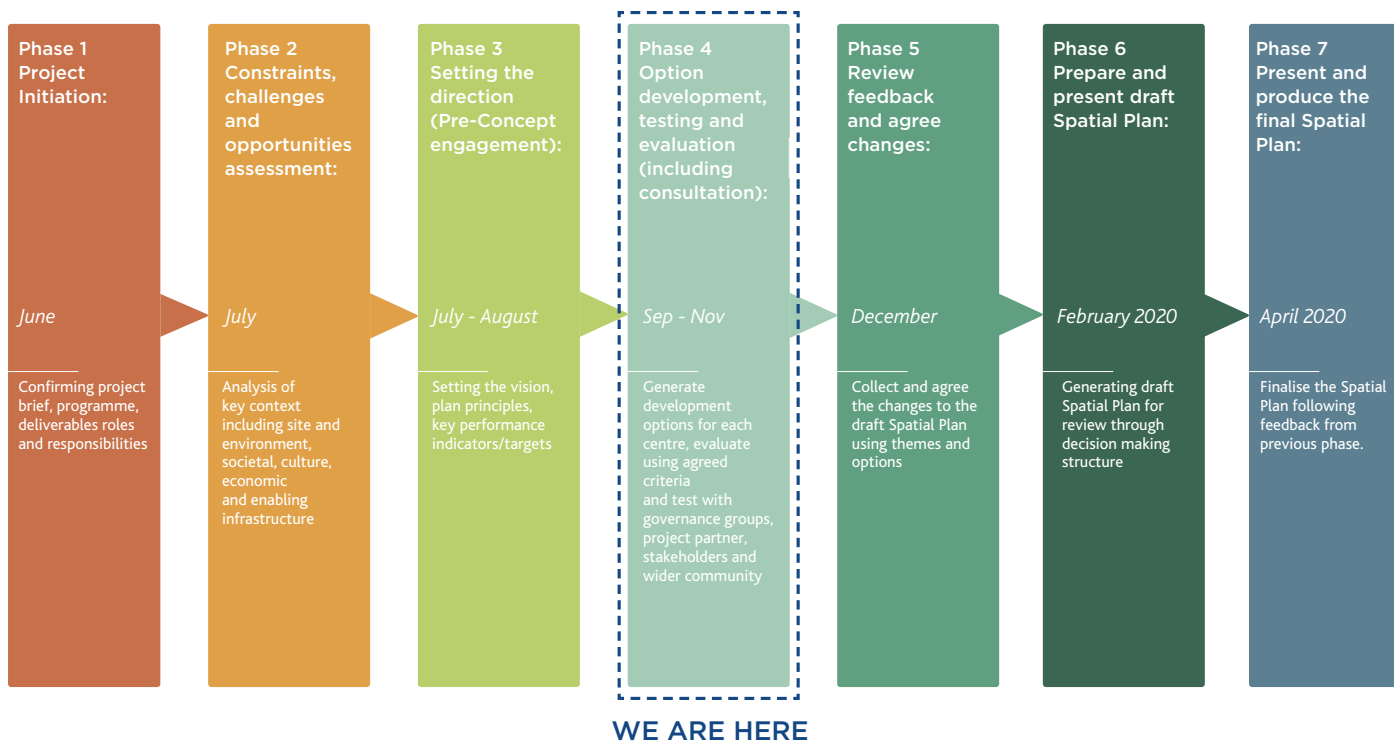 Phase 1
Project
Initiation:
June
Confirming project
brief, programme,
deliverables roles
and responsibilities
Phase 2
Constraints,
challenges
and
opportunities
assessment:
July
Analysis of
key context
including site and
environment,
societal, culture,
economic
and enabling
infrastructure
Phase 3
Setting the
direction
(Pre-Concept
engagement):
July - August
Setting the vision,
plan principles,
key performance
indicators/targets
Phase 4
Option
development,
testing and
evaluation
(including
consultation):
Sep - Nov
Generate
development
options for each
centre, evaluate
using agreed
criteria
and test with
governance groups,
project partner,
stakeholders and
wider community
Phase 5
Review
feedback
and agree
changes:
December
Collect and agree
the changes to the
draft Spatial Plan
using themes and
options
Phase 6
Prepare and
present draft
Spatial Plan:
February 2020
Generating draft
Spatial Plan for
review through
decision making
structure
Phase 7
Present and
produce the
final Spatial
Plan:
April 2020
Finalise the Spatial
Plan following
feedback from
previous phase.
WE ARE HERE